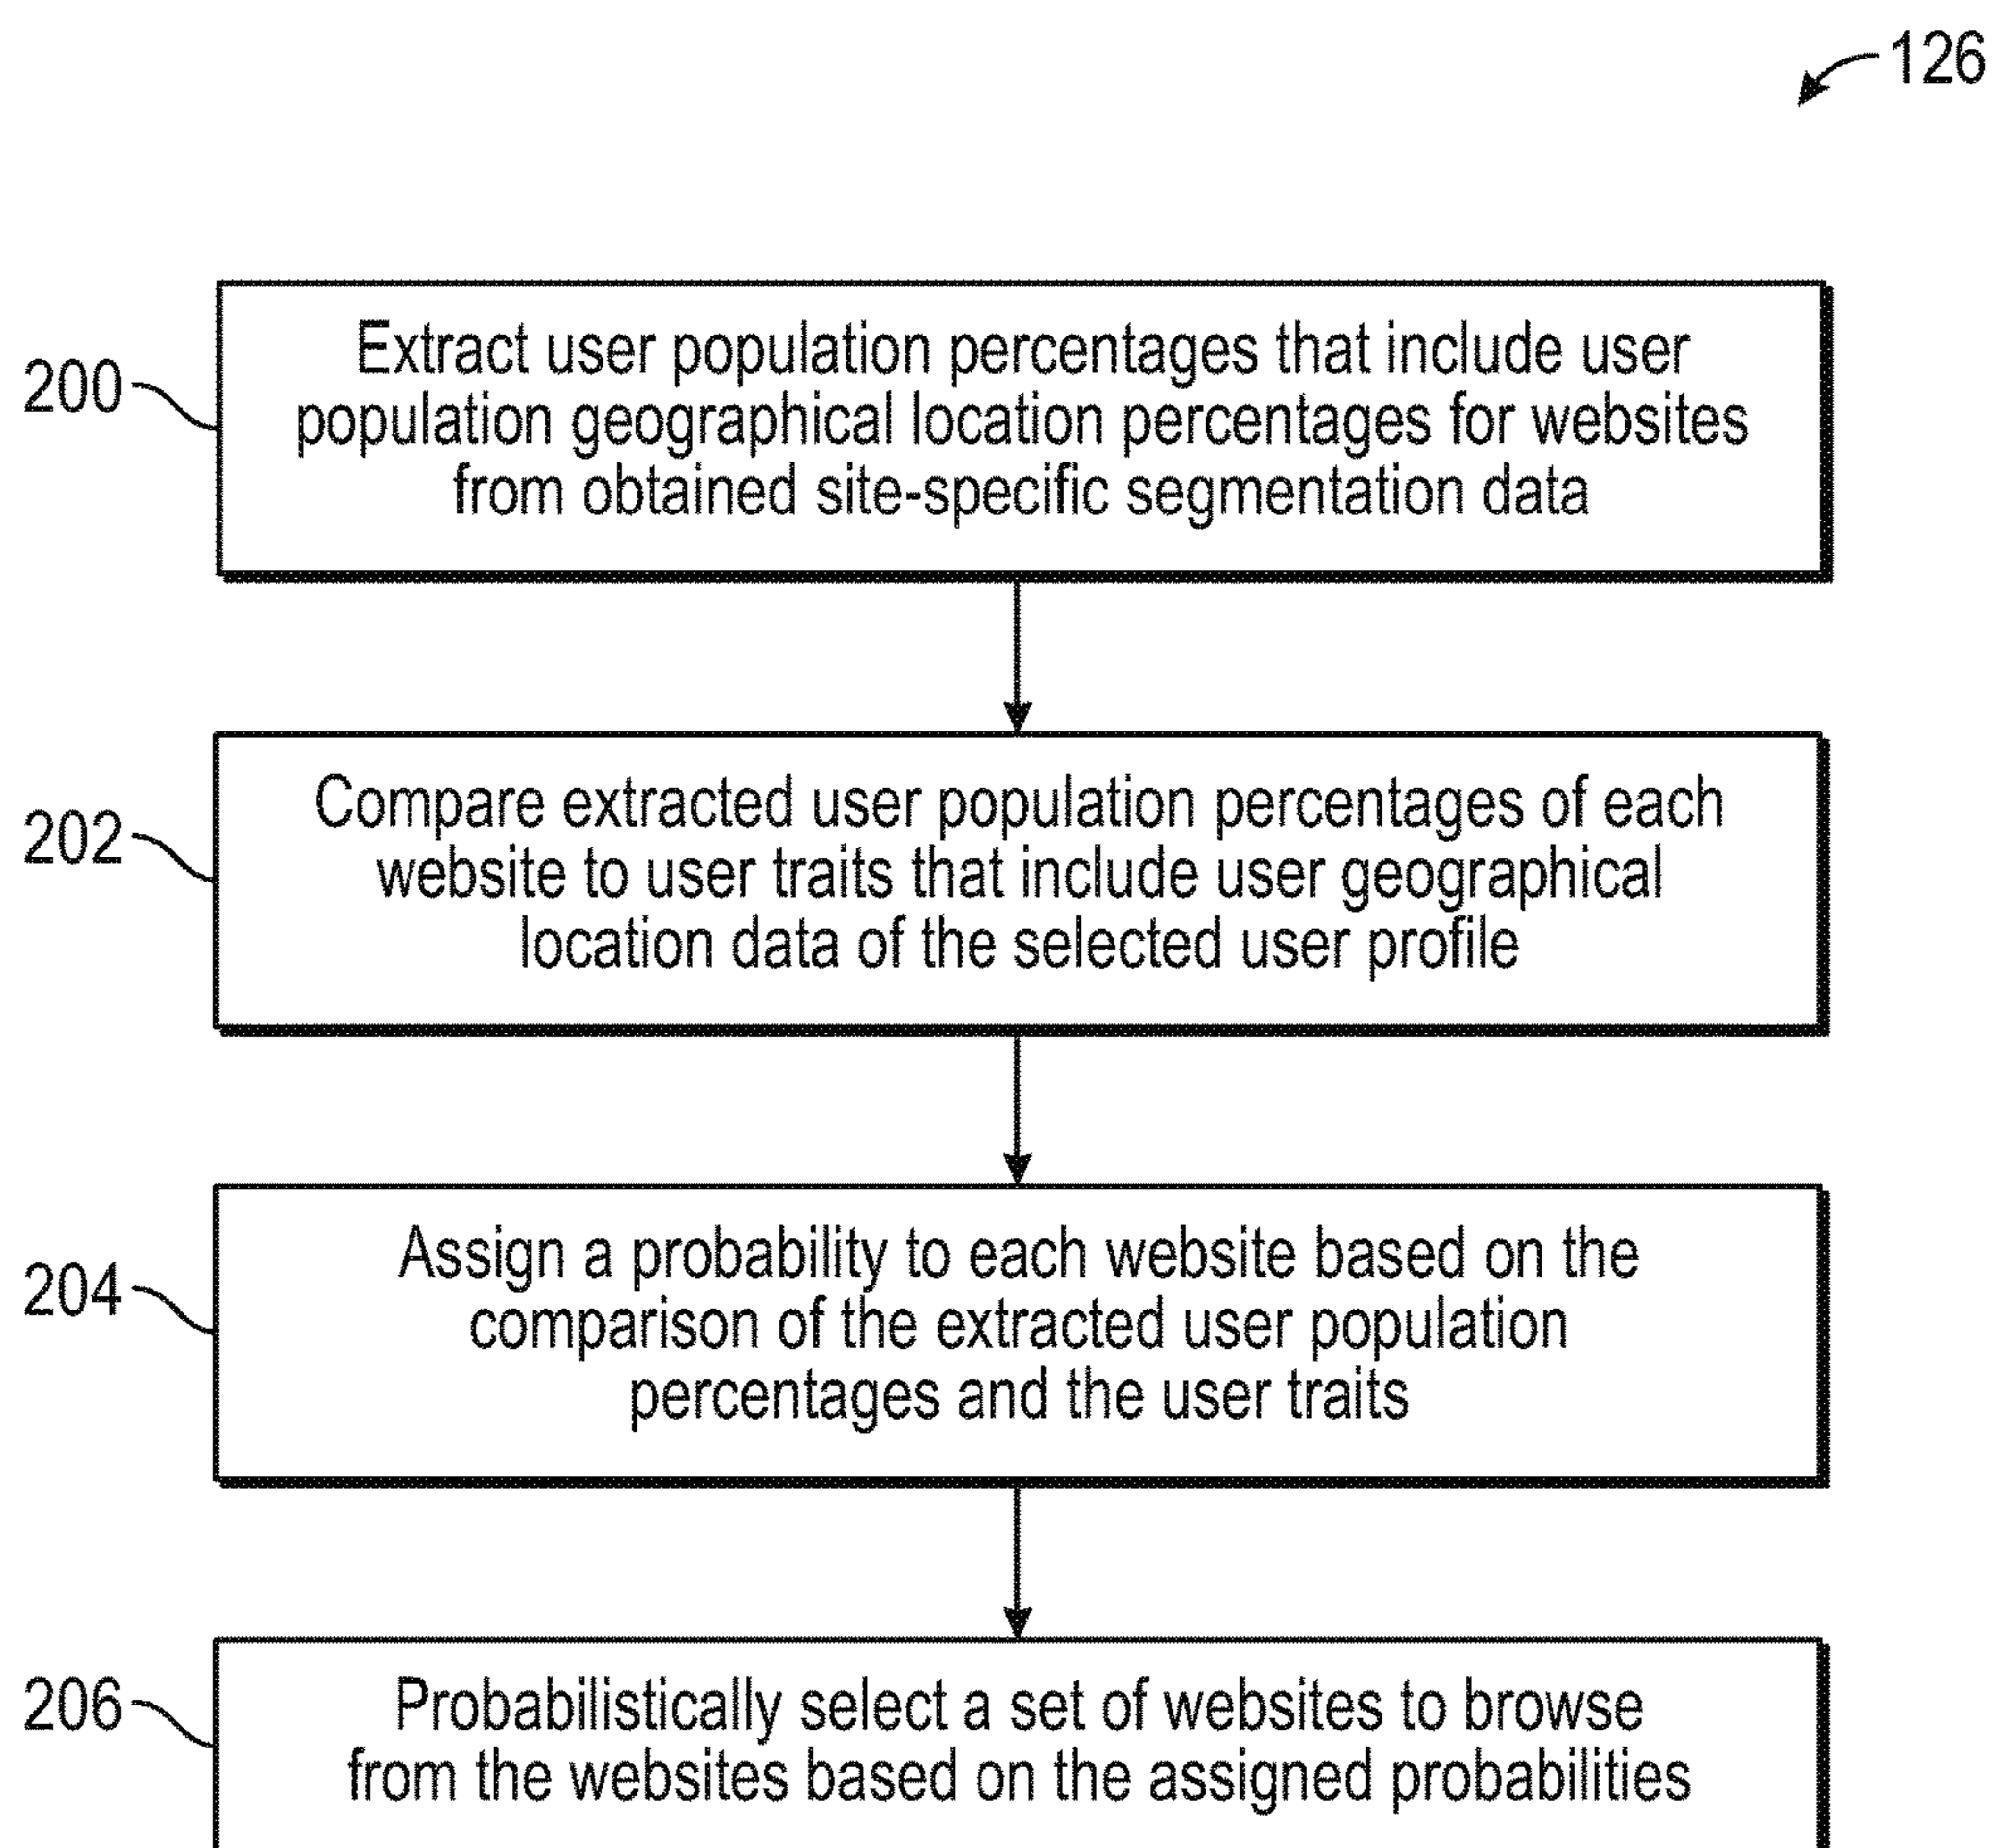 126
200
Extract user population percentages that include user
population geographical location percentages for websites
from obtained site-specific segmentation data
202
Compare extracted user population percentages of each
website to user traits that include user geographical
location data of the selected user profile
204
Assign a probability to each website based on the
comparison of the extracted user population
percentages and the user traits
206
Probabilistically select a set of websites to browse
from the websites based on the assigned probabilities